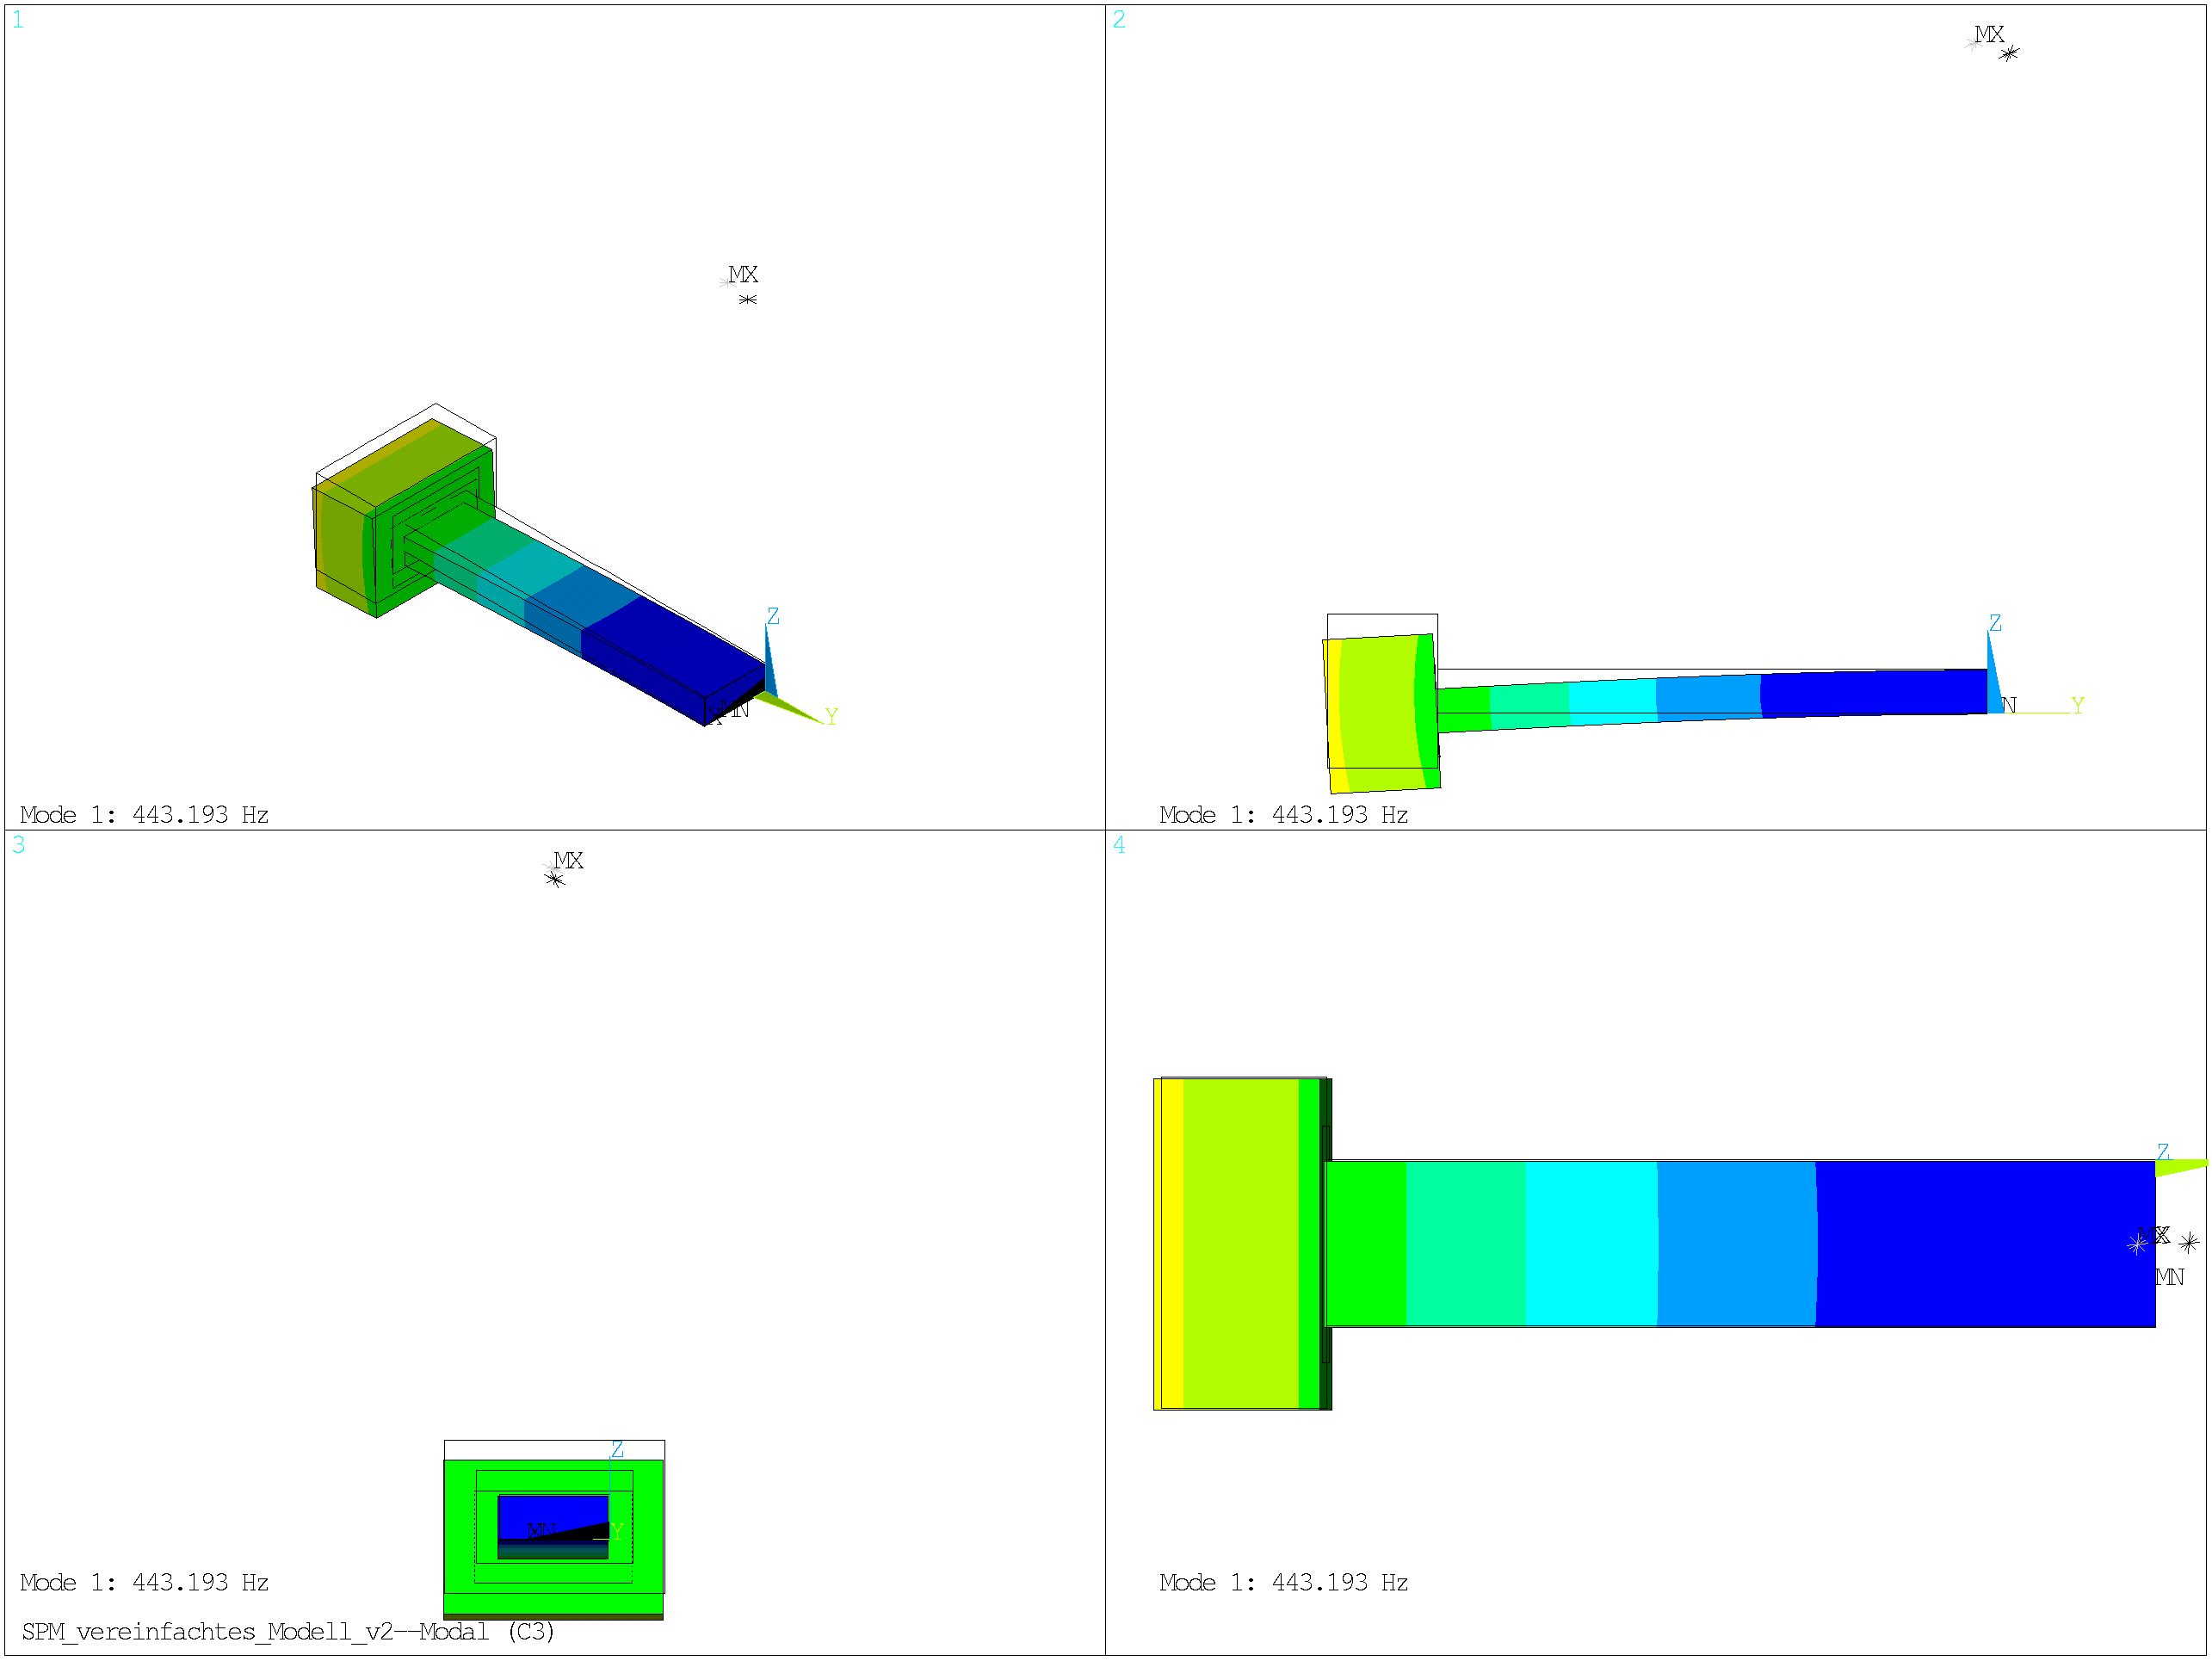 1
MX
Z
MN
X
Y
Mode 1: 443.193 Hz
2
MX
Z
N
Y
Mode 1: 443.193 Hz
3
MX
Z
MN
Y
Mode 1: 443.193 Hz
SPM_vereinfachtes_Modell_v2--Modal (C3)
4
Z
MX
X
MN
Mode 1: 443.193 Hz